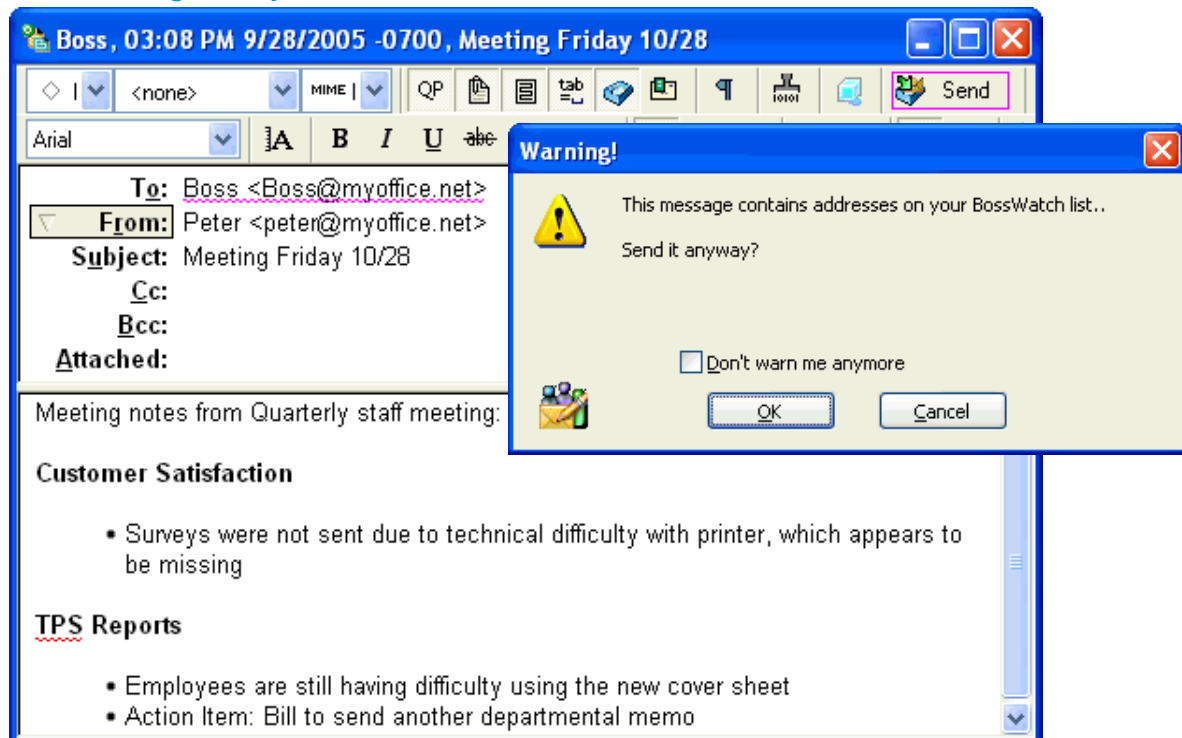 Boss, 03:08 PM 9/28/2005 -0700, Meeting Friday 10/28
<none> MIME QP tab Send
Arial A B I U abc
Warning!
To: Boss <Boss@myoffice.net>
From: Peter <peter@myoffice.net>
Subject: Meeting Friday 10/28
Cc:
Bcc:
Attached:
This message contains addresses on your BossWatch list..
Send it anyway?
Don't warn me anymore
OK Cancel
Meeting notes from Quarterly staff meeting:
Customer Satisfaction
• Surveys were not sent due to technical difficulty with printer, which appears to
be missing
TPS Reports
• Employees are still having difficulty using the new cover sheet
• Action Item: Bill to send another departmental memo